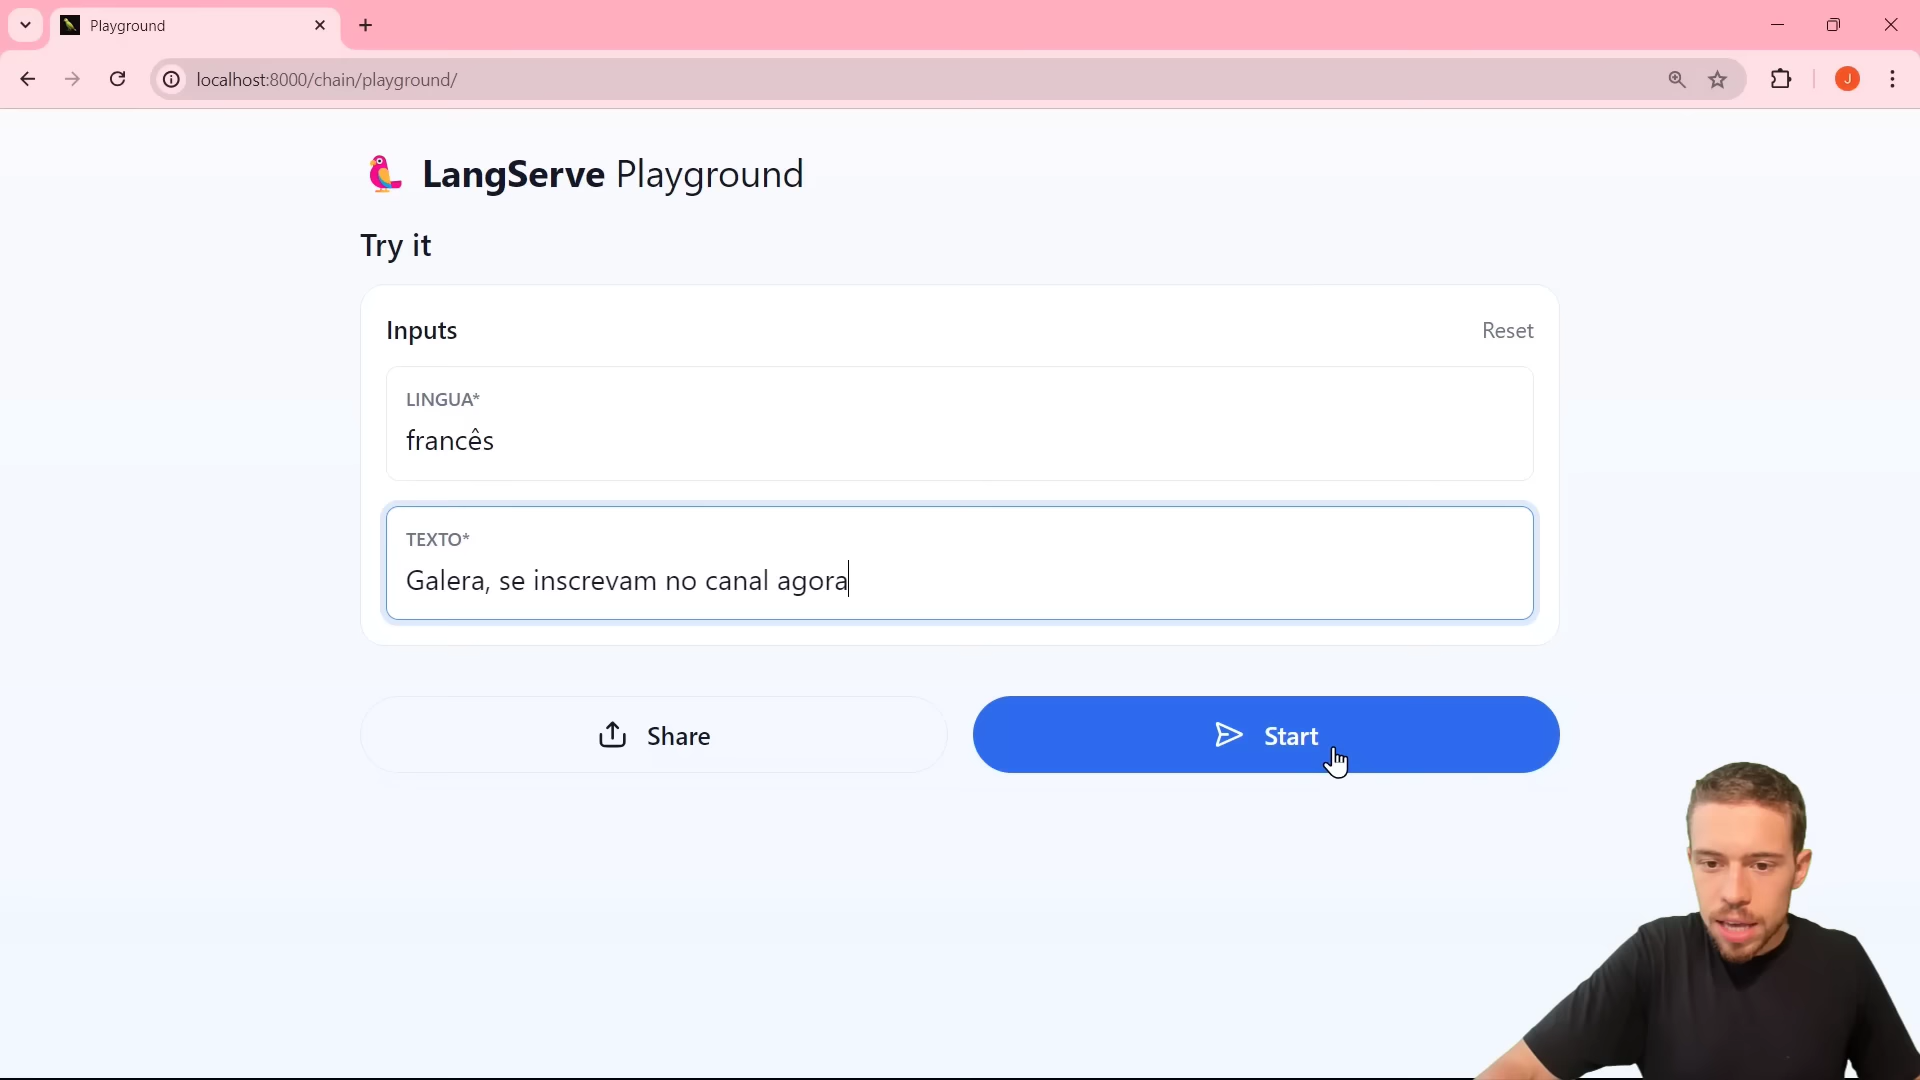 Playground
localhost:8000/chain/playground/
J
LangServe Playground
Try it
Inputs
Reset
LINGUA*
francês
TEXTO*
Galera, se inscrevam no canal agora
Share
Start